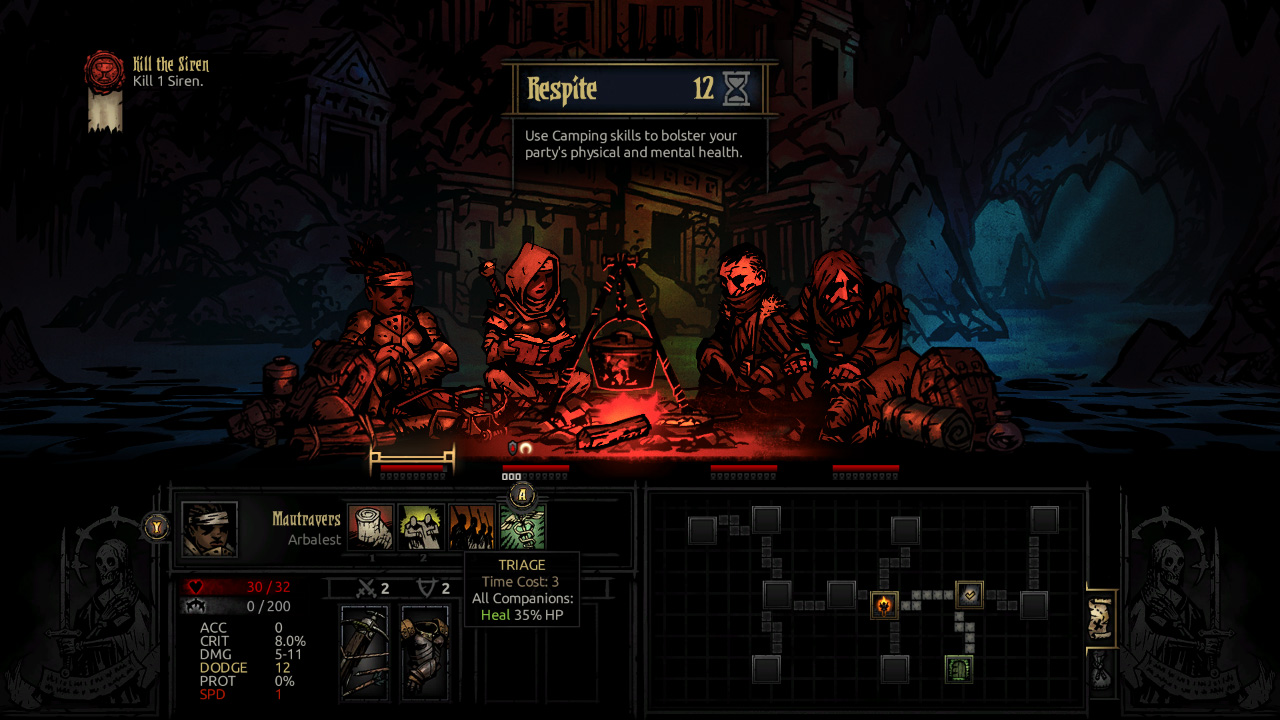 Kill the Siren
Kill 1 Siren.
Respite 12
Use Camping skills to bolster your
party's physical and mental health.
A
Y
Mautravers
Arbalest
1 2
TRIAGE
Time Cost: 3
All Companions:
Heal 35% HP
30 / 32
0 / 200
2 2
ACC 0
CRIT 8.0%
DMG 5-11
DODGE 12
PROT 0%
SPD 1